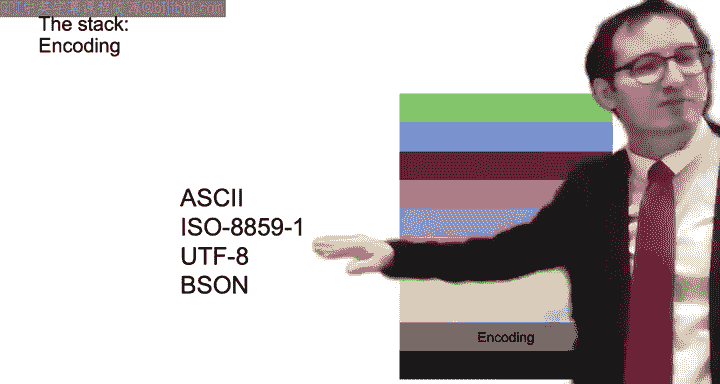 The stack:
Encoding
ASCII
ISO-8859-1
UTF-8
BSON
Encoding